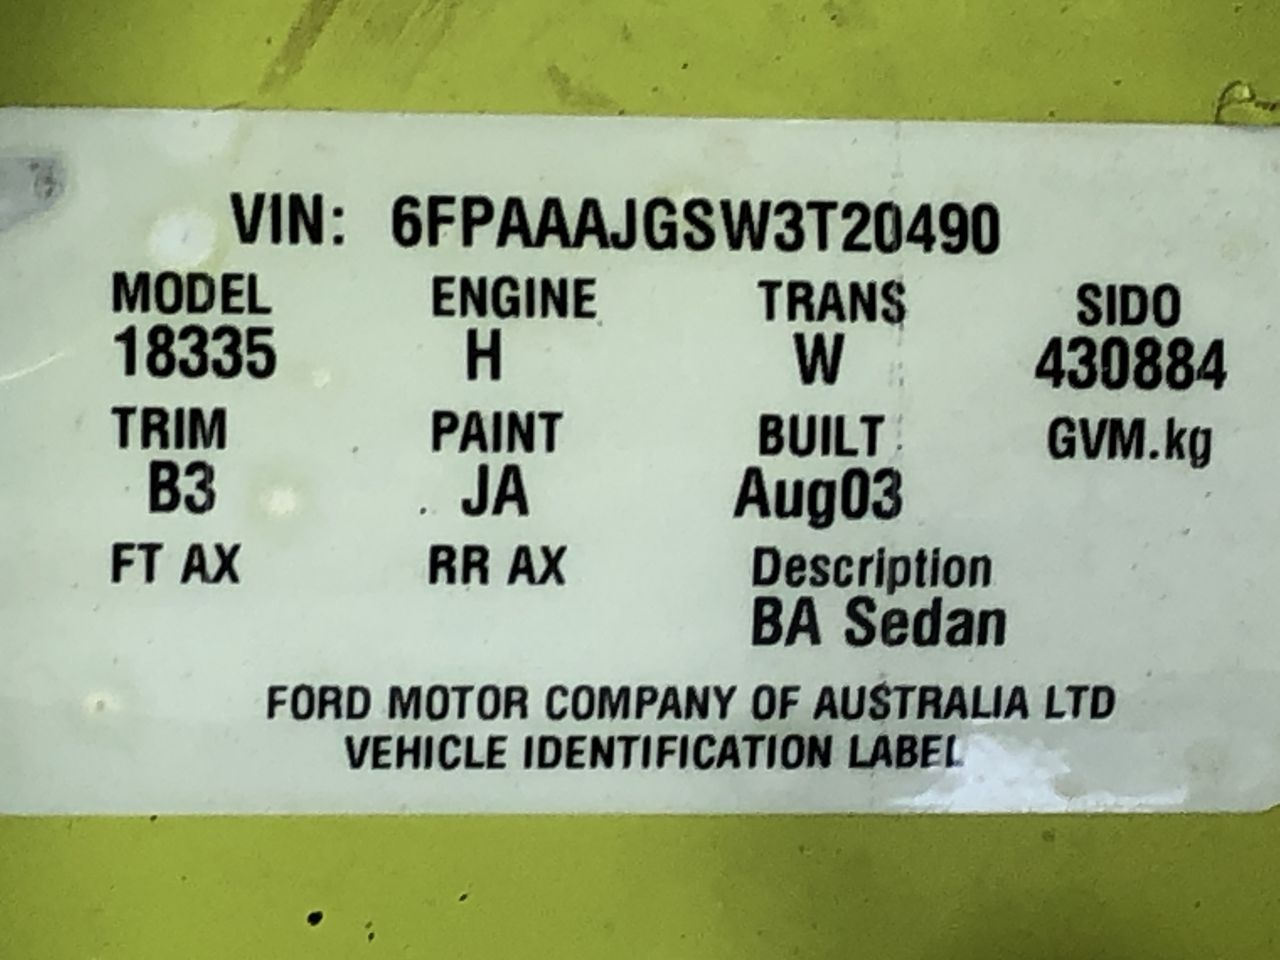 VIN: 6FPAAAJGSW3T20490
MODEL ENGINE TRANS SIDO
18335 H W 430884
TRIM PAINT BUILT GVM.kg
B3 JA Aug03
FT AX RR AX Description
BA Sedan
FORD MOTOR COMPANY OF AUSTRALIA LTD
VEHICLE IDENTIFICATION LABEL